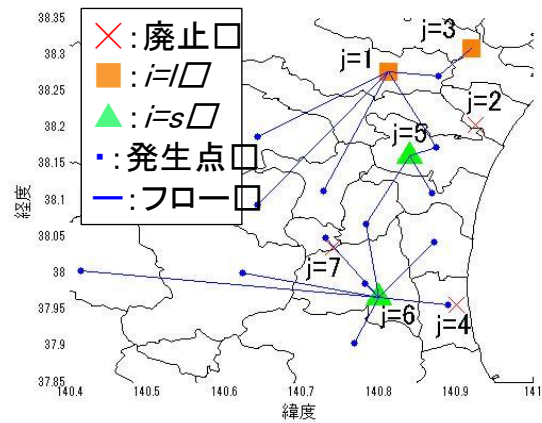 38.35
38.3
38.25
38.2
38.15
38.1
38.05
38
37.95
37.9
37.85
経度
×: 廃止□
■: i=l□
▲: i=s□
・: 発生点□
ー: フロー□
j=1
j=3
j=2
j=5
j=7
j=6
j=4
140.4
140.5
140.6
140.7
140.8
140.9
141
緯度